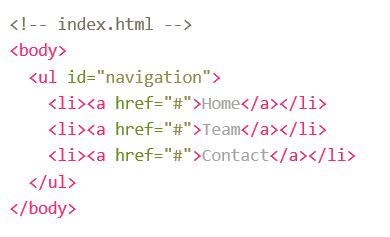 <!-- index.html -->
<body>
  <ul id="navigation">
    <li><a href="#">Home</a></li>
    <li><a href="#">Team</a></li>
    <li><a href="#">Contact</a></li>
  </ul>
</body>